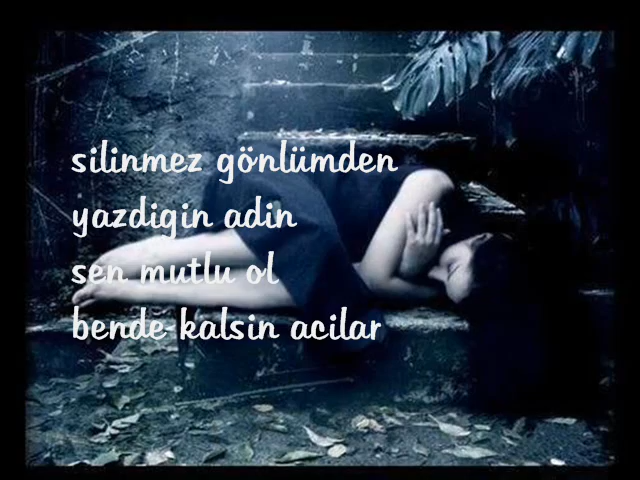 silinmez gönlümden
yazdigin adin
sen mutlu ol
bende kalsin acilar